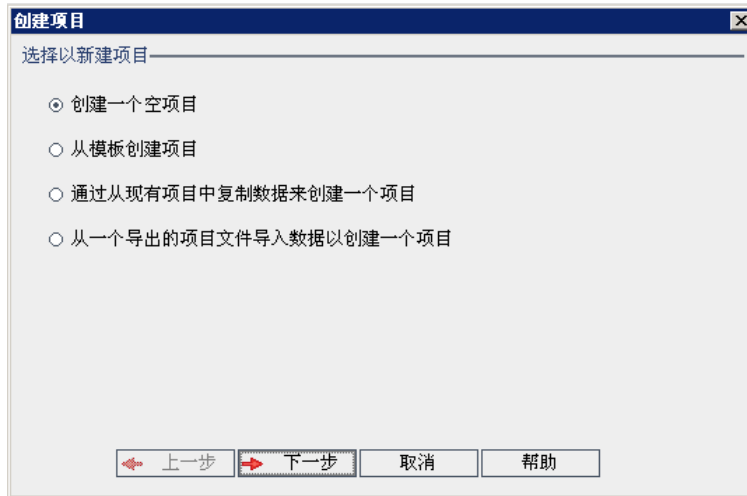 创建项目
选择以新建项目
创建一个空项目
从模板创建项目
通过从现有项目中复制数据来创建一个项目
从一个导出的项目文件导入数据以创建一个项目
上一步 下一步 取消 帮助